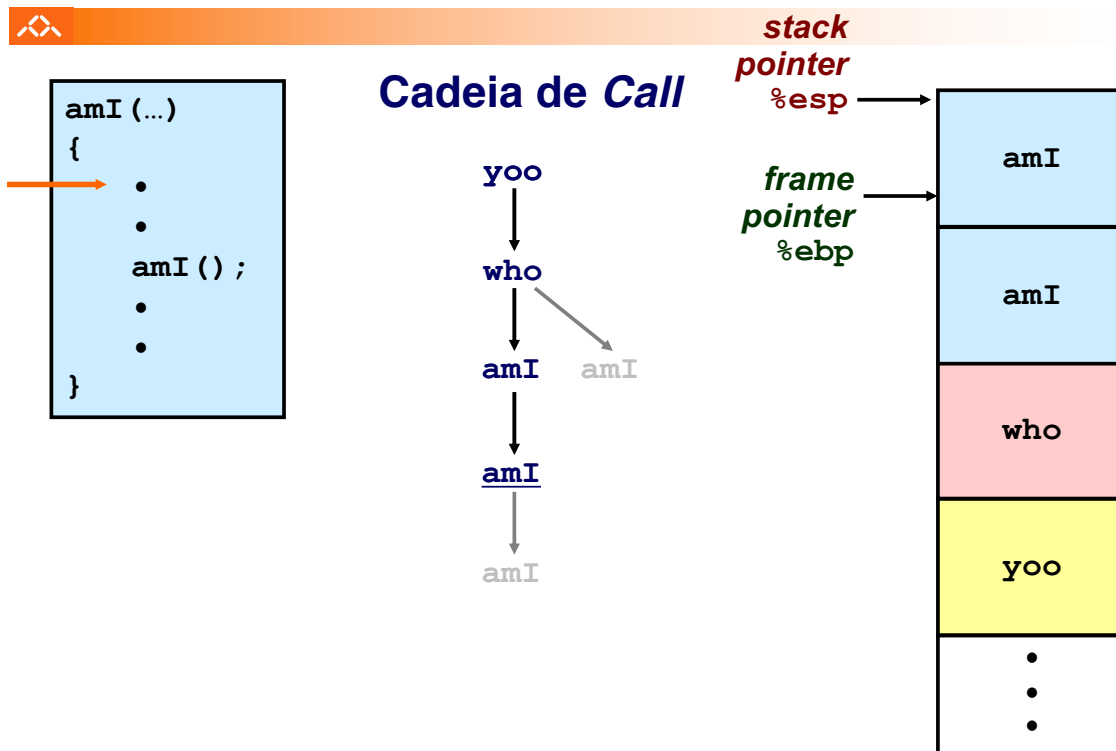 Cadeia de Call
amI(…)
{
•
•
amI();
•
•
}
yoo
who
amI amI
amI
amI
stack
pointer
%esp
frame
pointer
%ebp
amI
amI
who
yoo
•
•
•